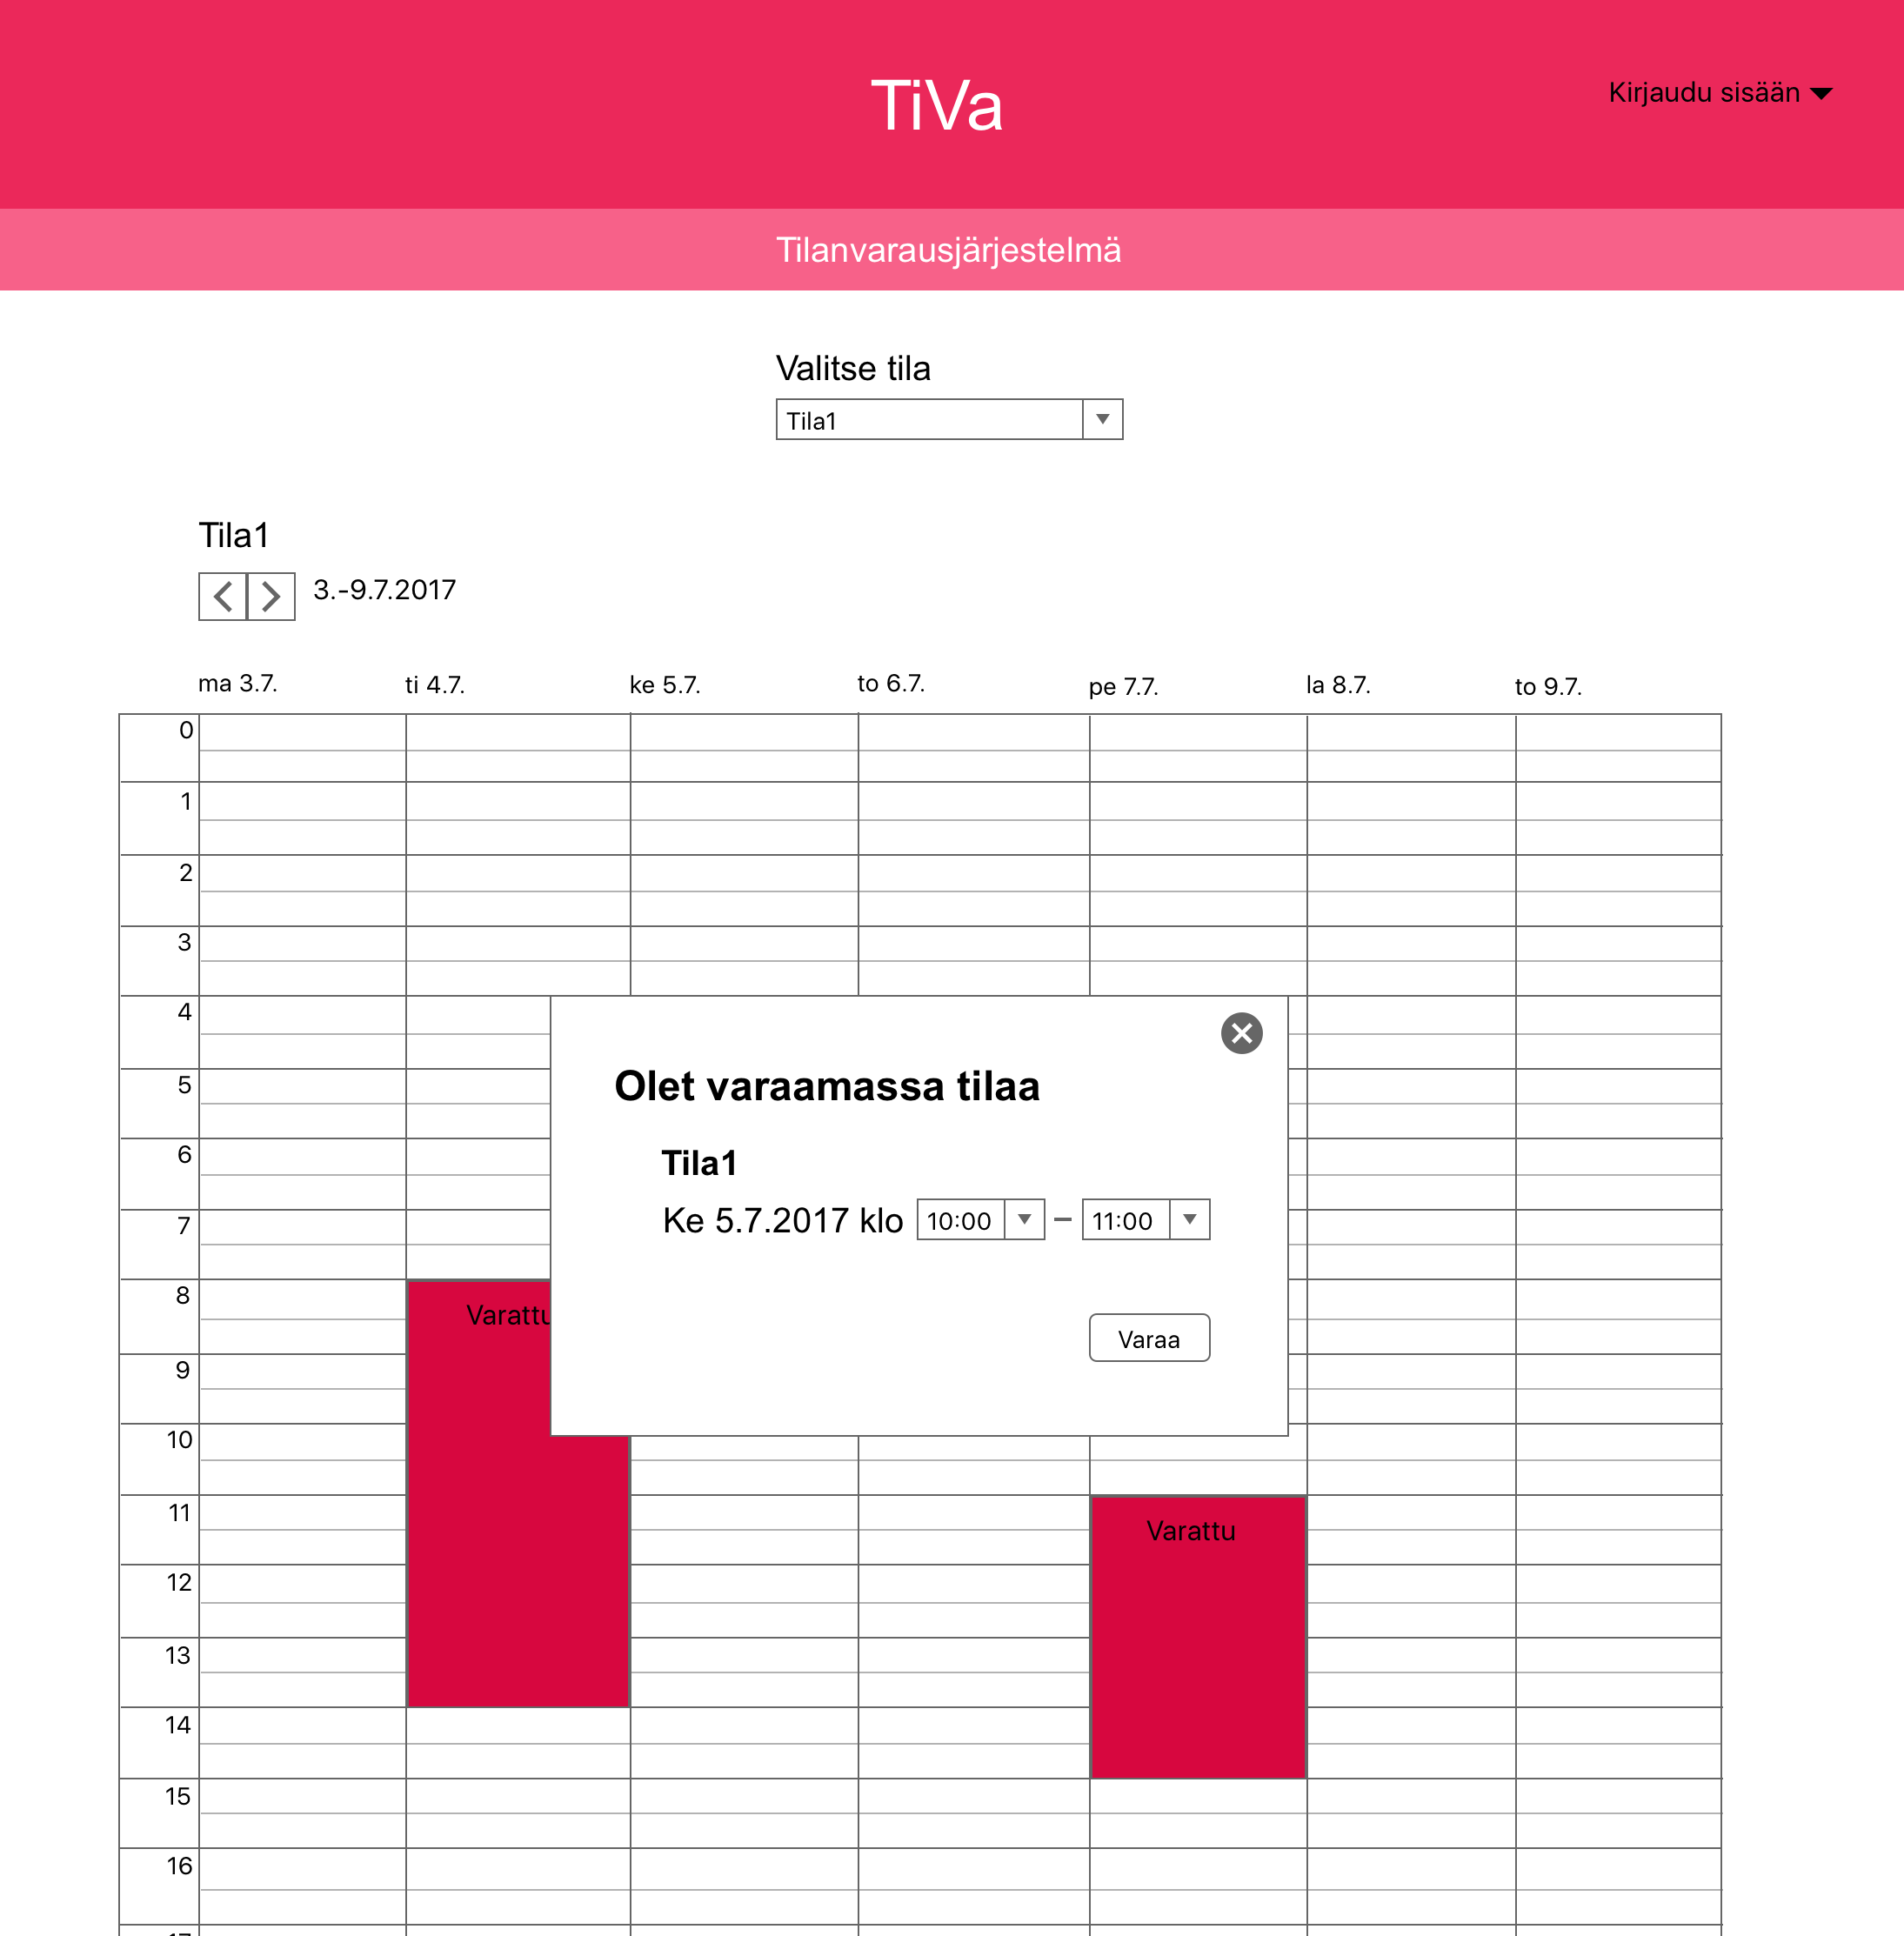 TiVa
Kirjaudu sisään
Tilanvarausjärjestelmä
Valitse tila
Tila1
Tila1
3.-9.7.2017
ma 3.7. ti 4.7. ke 5.7. to 6.7. pe 7.7. la 8.7. to 9.7.
0
1
2
3
4
Olet varaamassa tilaa
5
6
Tila1
7
Ke 5.7.2017 klo 10:00 – 11:00
8
Varattu
Varaa
9
10
11
Varattu
12
13
14
15
16